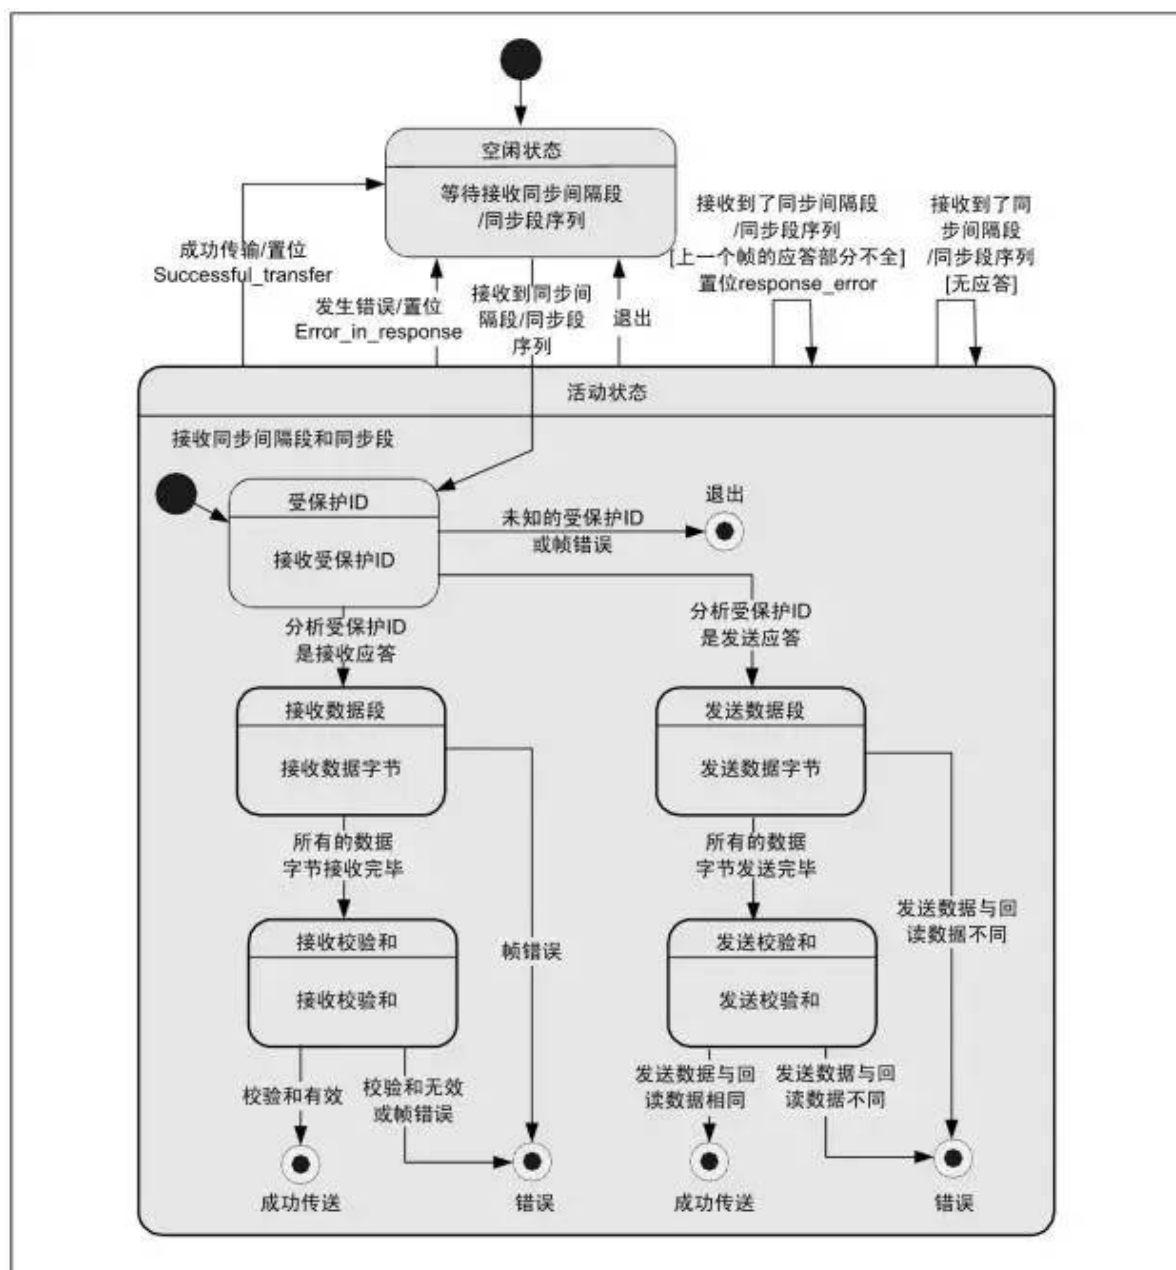 空闲状态
等待接收同步间隔段
/同步段序列
成功传输/置位
Successful_transfer
发生错误/置位
Error_in_response
接收到同步间
隔段/同步段
序列
退出
接收到了同步间隔段
/同步段序列
[上一个帧的应答部分不全]
置位response_error
接收到了同
步间隔段
/同步段序列
[无应答]
活动状态
接收同步间隔段和同步段
受保护ID
接收受保护ID
未知的受保护ID
或帧错误
退出
分析受保护ID
是接收应答
分析受保护ID
是发送应答
接收数据段
接收数据字节
发送数据段
发送数据字节
所有的数据
字节接收完毕
所有的数据
字节发送完毕
帧错误
发送数据与回
读数据不同
接收校验和
接收校验和
发送校验和
发送校验和
校验和有效
校验和无效
或帧错误
发送数据与回
读数据相同
发送数据与回
读数据不同
成功传送
错误
成功传送
错误